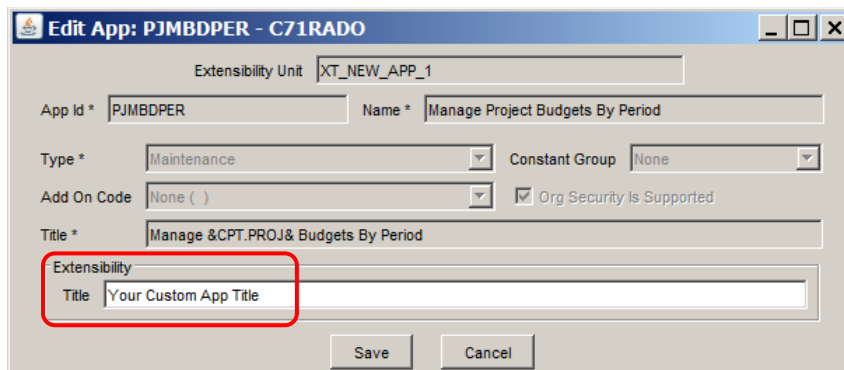 Edit App: PJMBDPER - C71RADO
Extensibility Unit XT_NEW_APP_1
App Id * PJMBDPER Name * Manage Project Budgets By Period
Type * Maintenance Constant Group None
Add On Code None ( ) Org Security Is Supported
Title * Manage &CPT.PROJ& Budgets By Period
Extensibility
Title Your Custom App Title
Save Cancel